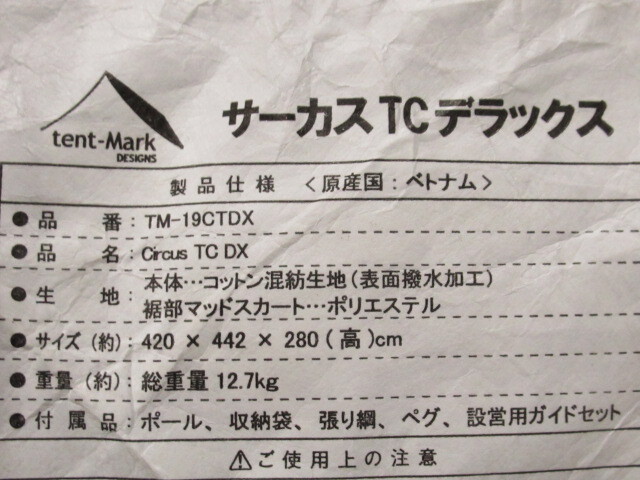 tent-Mark
DESIGNS
サーカスTCデラックス
製品仕様 〈原産国：ベトナム〉
● 品 番：TM-19CTDX
● 品 名：Circus TC DX
● 生 地：本体…コットン混紡生地（表面撥水加工）
裾部マッドスカート…ポリエステル
● サイズ（約）：420 × 442 × 280（高）cm
● 重量（約）：総重量 12.7kg
● 付属品：ポール、収納袋、張り綱、ペグ、設営用ガイドセット
⚠ご使用上の注意